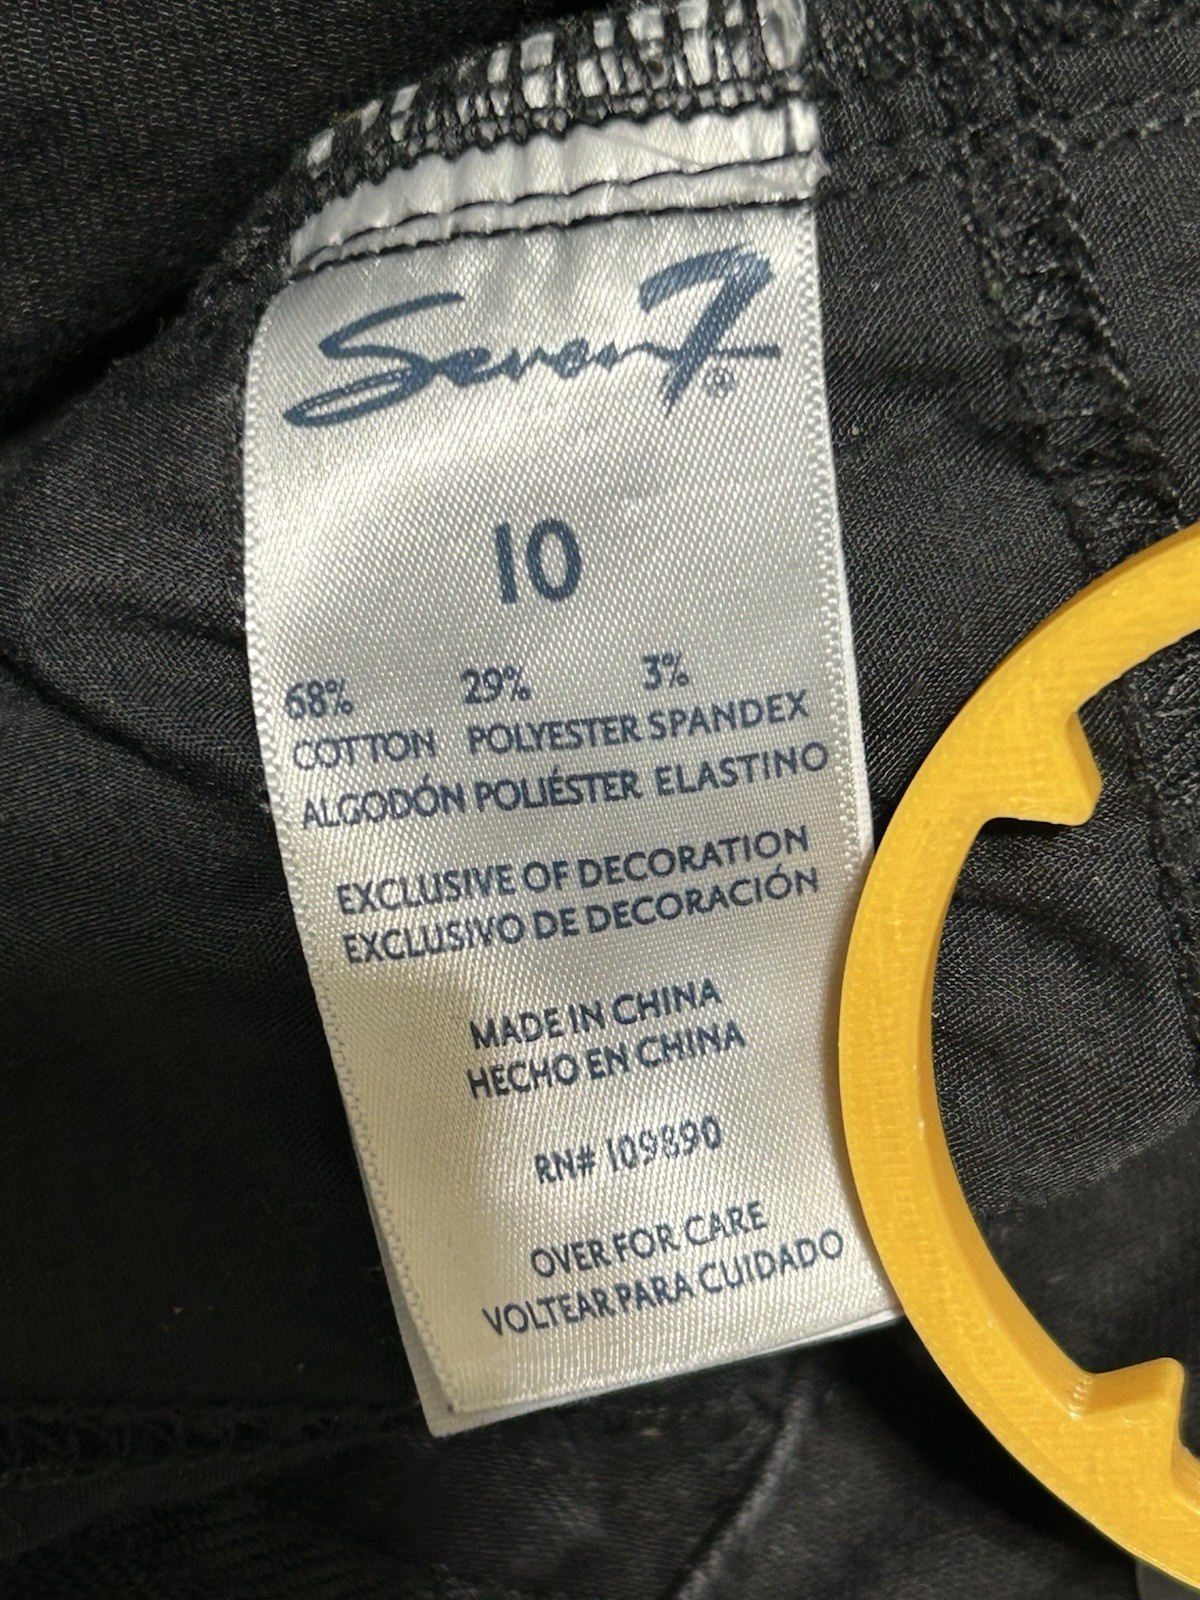 Seven7®
10
68% 29% 3%
COTTON POLYESTER SPANDEX
ALGODÓN POLIÉSTER ELASTINO
EXCLUSIVE OF DECORATION
EXCLUSIVO DE DECORACIÓN
MADE IN CHINA
HECHO EN CHINA
RN# 109890
OVER FOR CARE
VOLTEAR PARA CUIDADO